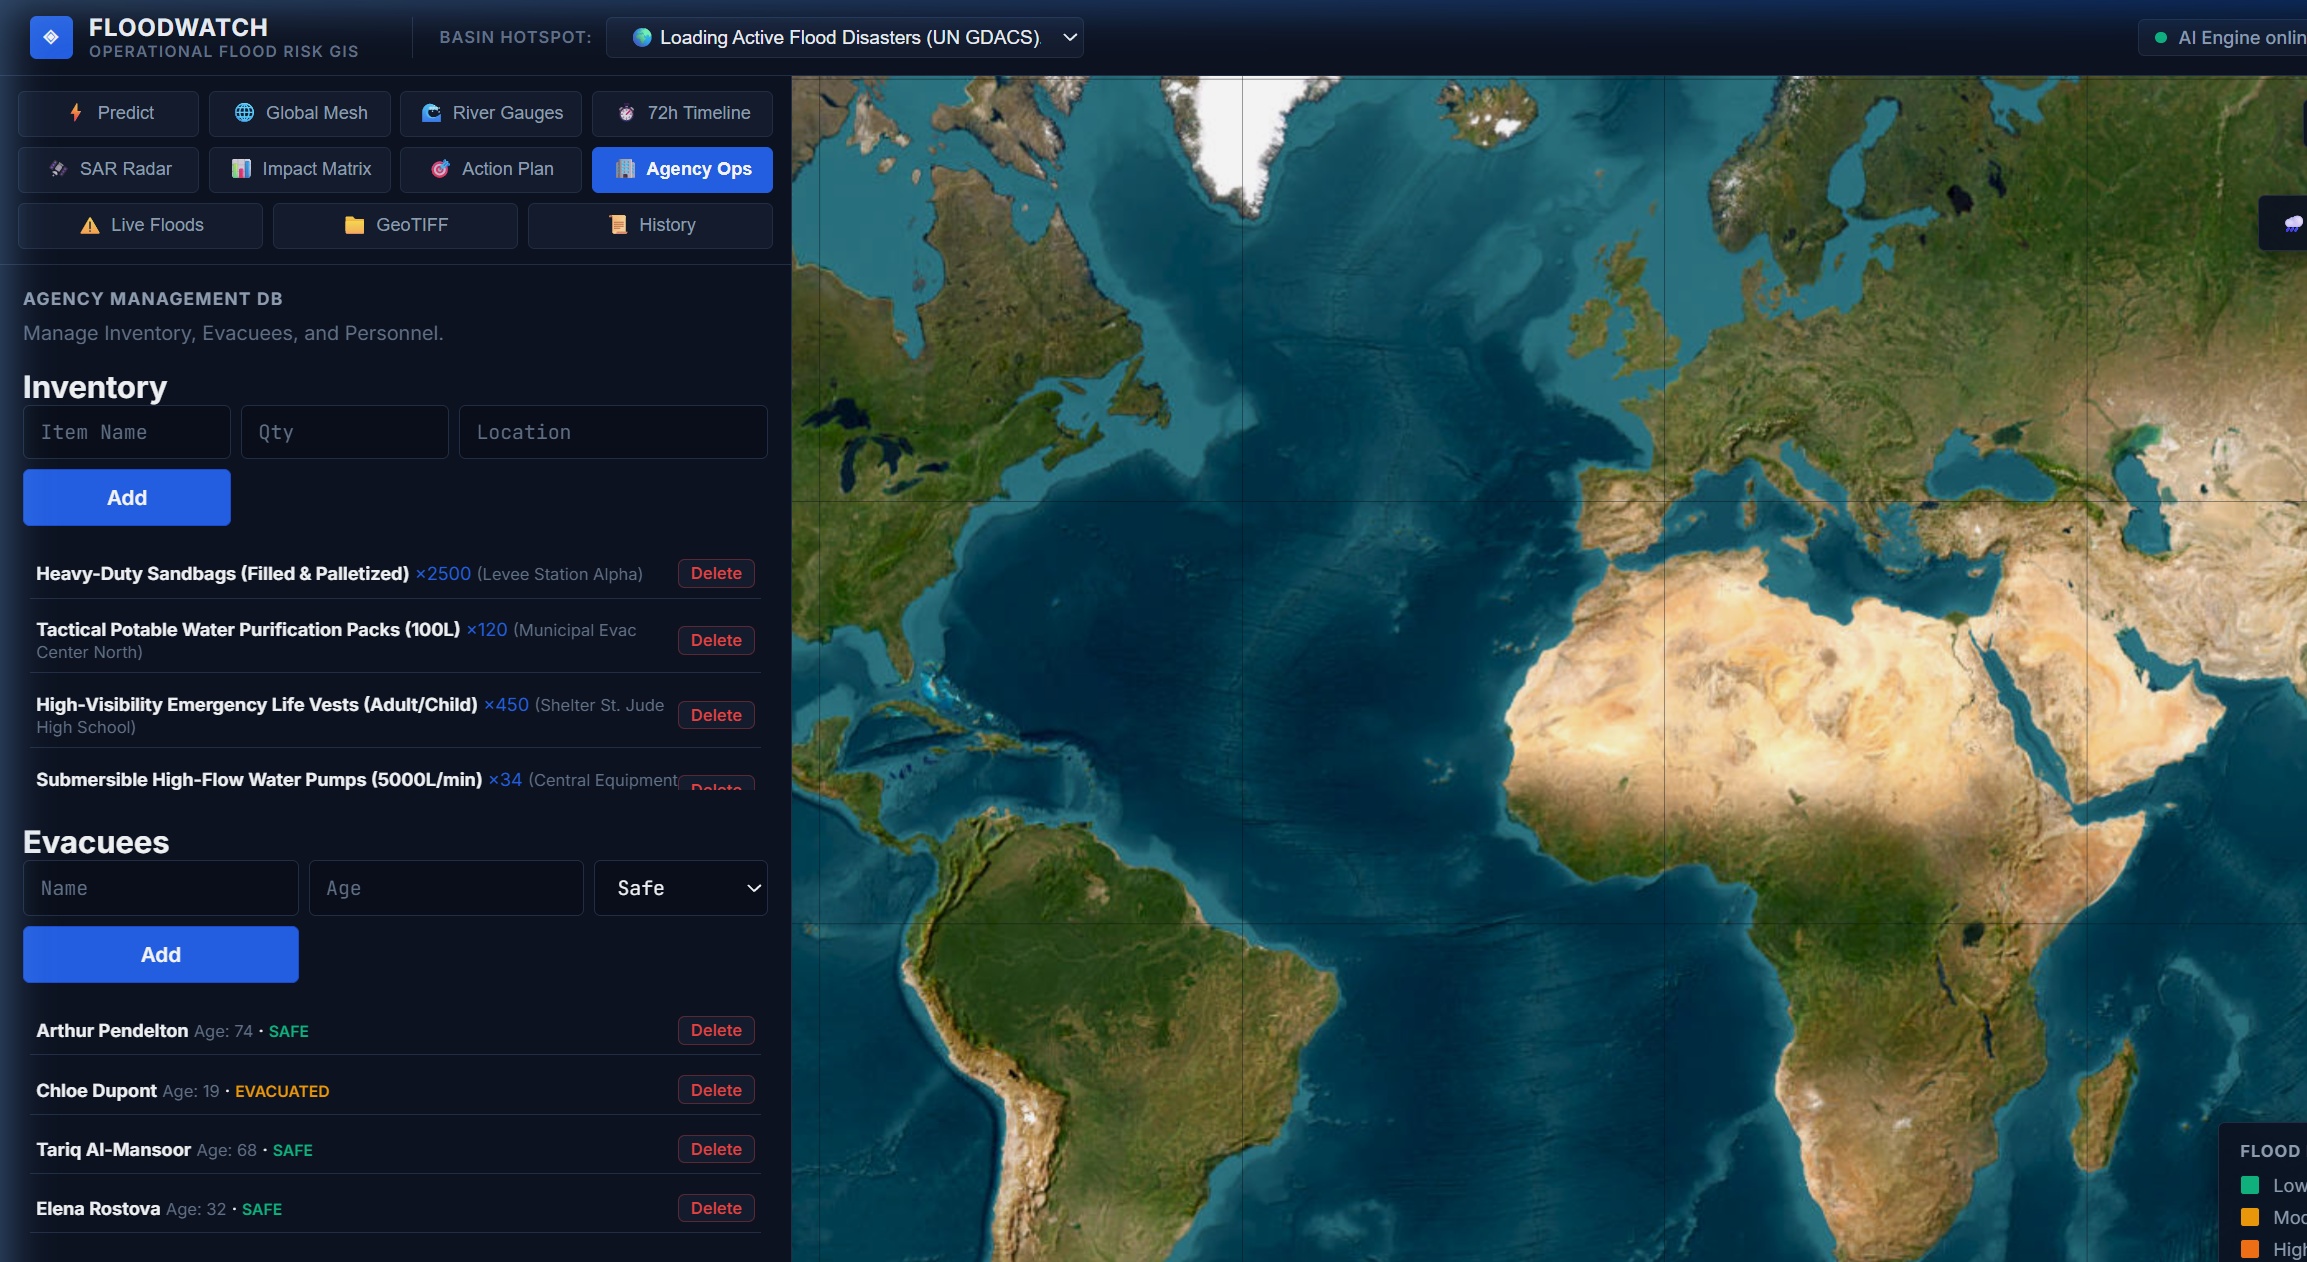 FLOODWATCH
OPERATIONAL FLOOD RISK GIS
BASIN HOTSPOT:
Loading Active Flood Disasters (UN GDACS)
AI Engine onlin
Predict
Global Mesh
River Gauges
72h Timeline
SAR Radar
Impact Matrix
Action Plan
Agency Ops
Live Floods
GeoTIFF
History
AGENCY MANAGEMENT DB
Manage Inventory, Evacuees, and Personnel.
Inventory
Item Name
Qty
Location
Add
Heavy-Duty Sandbags (Filled & Palletized) ×2500 (Levee Station Alpha)
Delete
Tactical Potable Water Purification Packs (100L) ×120 (Municipal Evac
Center North)
Delete
High-Visibility Emergency Life Vests (Adult/Child) ×450 (Shelter St. Jude
High School)
Delete
Submersible High-Flow Water Pumps (5000L/min) ×34 (Central Equipment
Delete
Evacuees
Name
Age
Safe
Add
Arthur Pendelton Age: 74 · SAFE
Delete
Chloe Dupont Age: 19 · EVACUATED
Delete
Tariq Al-Mansoor Age: 68 · SAFE
Delete
Elena Rostova Age: 32 · SAFE
Delete
FLOOD
Low
Mod
High